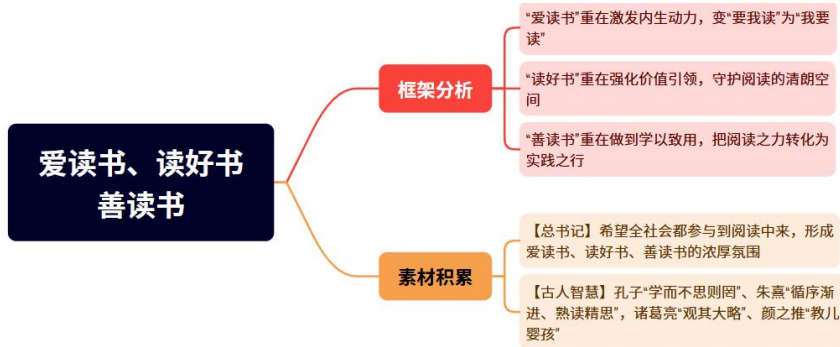 爱读书、读好书
善读书
框架分析
“爱读书”重在激发内生动力，变“要我读”为“我要
读”
“读好书”重在强化价值引领，守护阅读的清朗空
间
“善读书”重在做到学以致用，把阅读之力转化为
实践之行
素材积累
【总书记】希望全社会都参与到阅读中来，形成
爱读书、读好书、善读书的浓厚氛围
【古人智慧】孔子“学而不思则罔”、朱熹“循序渐
进、熟读精思”，诸葛亮“观其大略”、颜之推“教儿
婴孩”